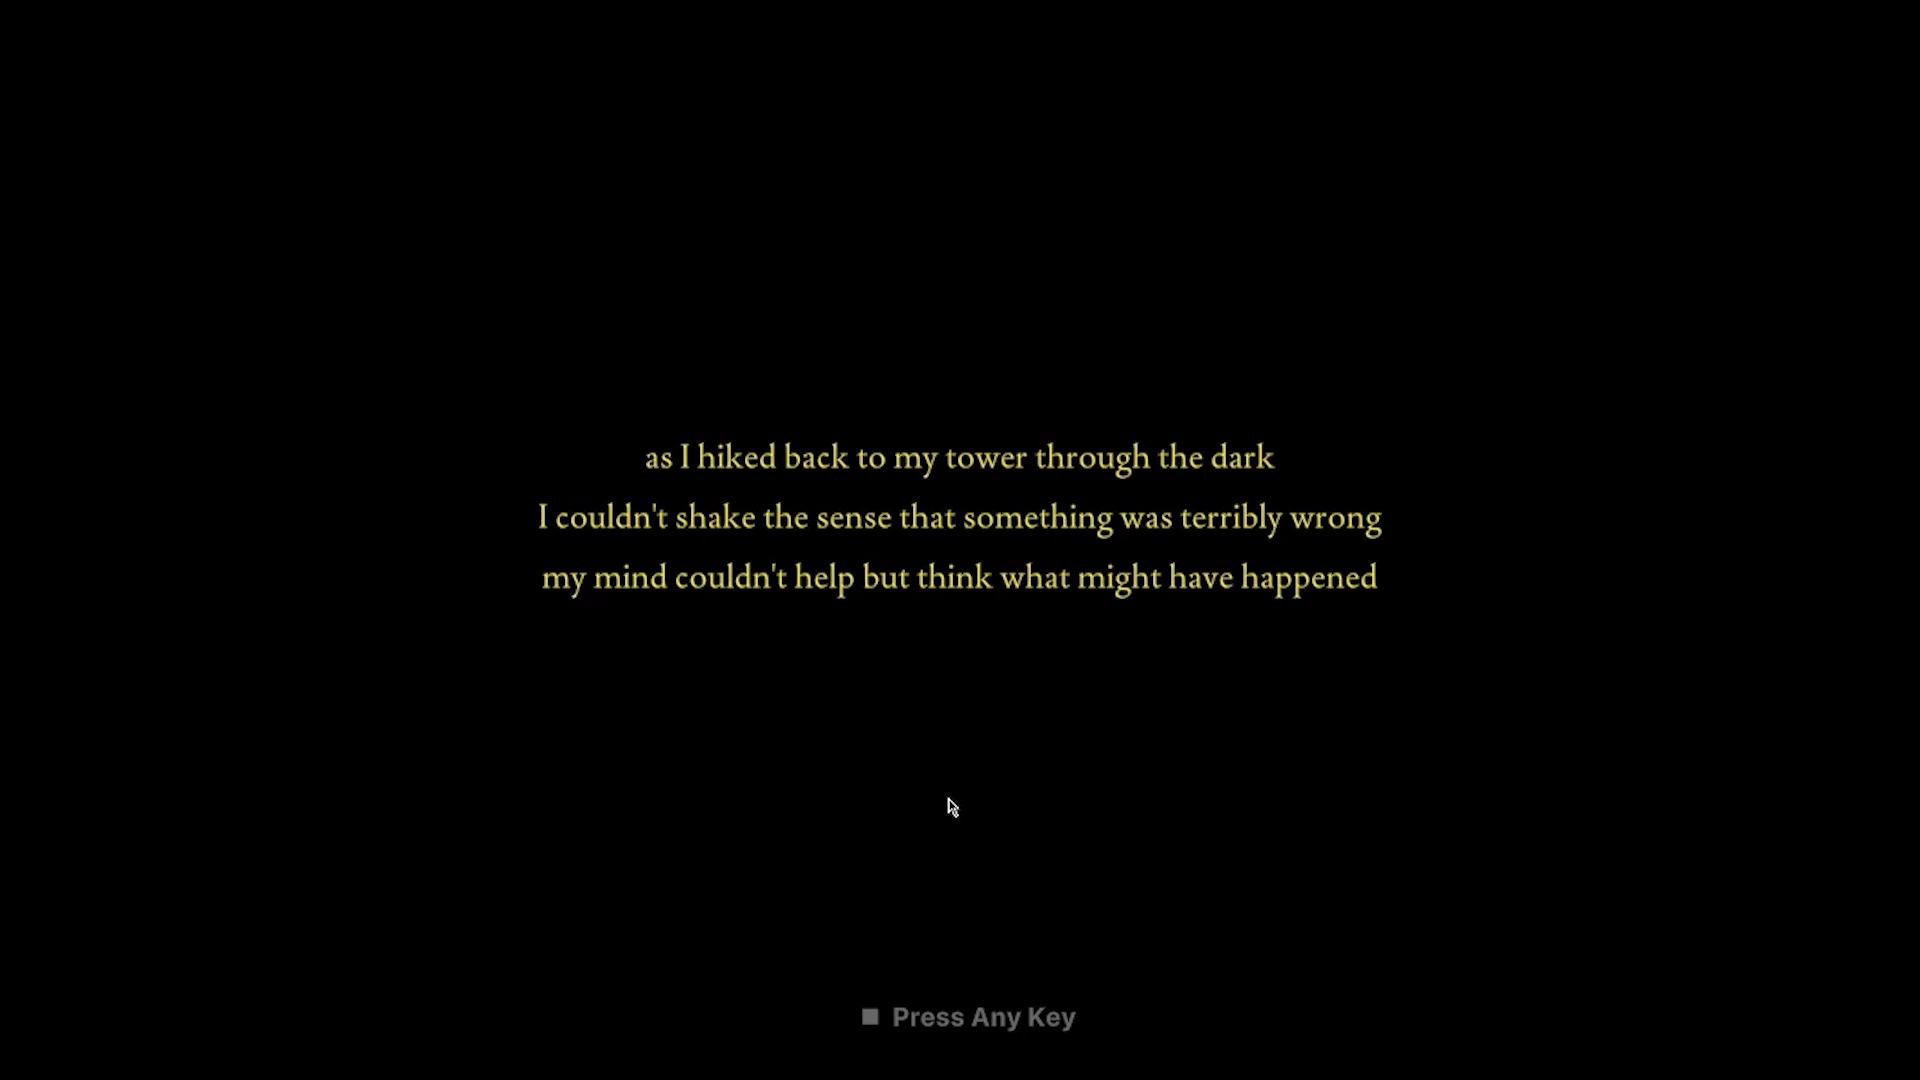 as I hiked back to my tower through the dark
I couldn't shake the sense that something was terribly wrong
my mind couldn't help but think what might have happened
Press Any Key